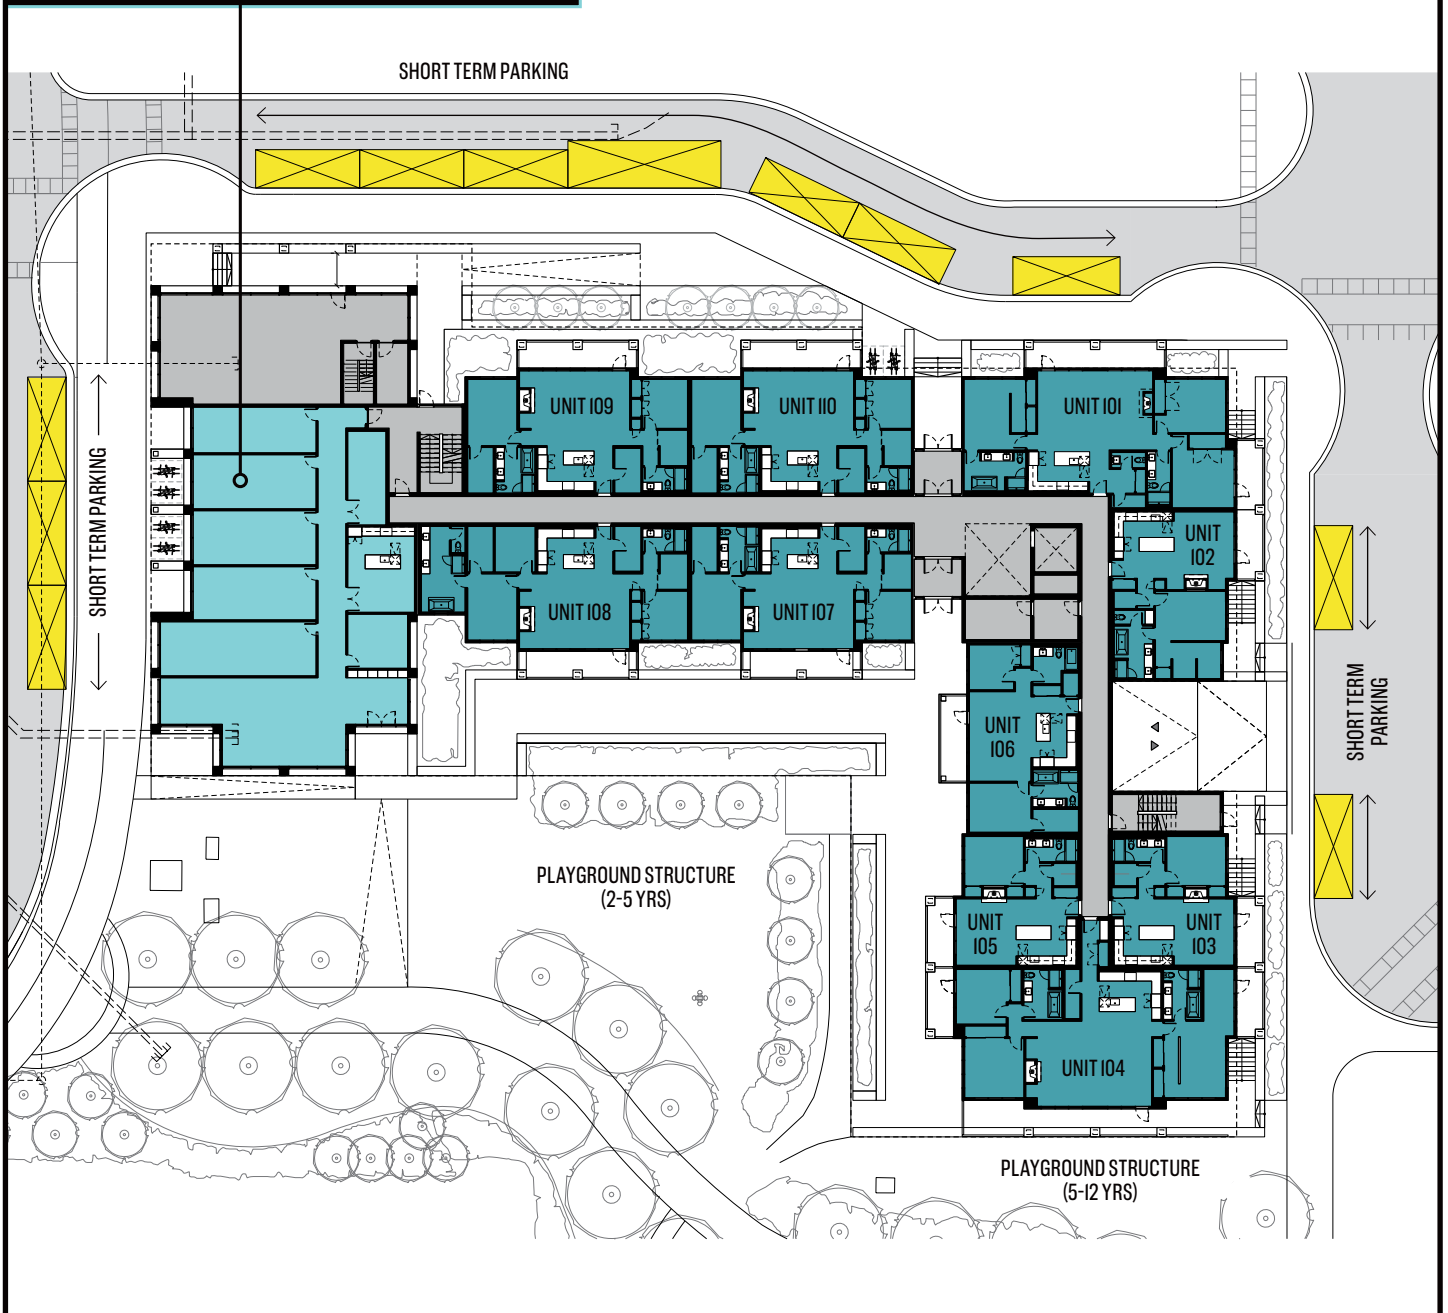 SHORT TERM PARKING
UNIT 109
UNIT 110
UNIT 101
SHORT TERM PARKING
UNIT
102
UNIT 108
UNIT 107
UNIT
106
SHORT TERM
PARKING
PLAYGROUND STRUCTURE
(2-5 YRS)
UNIT
105
UNIT
103
UNIT 104
PLAYGROUND STRUCTURE
(5-12 YRS)